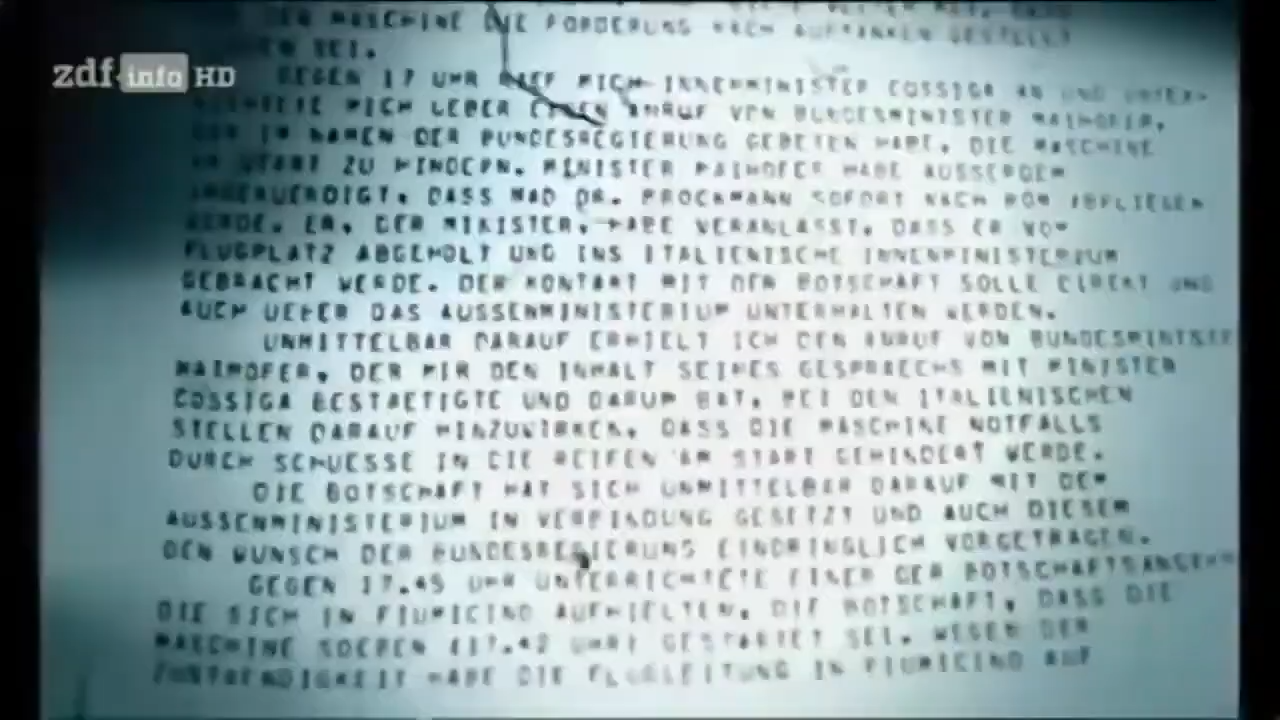 DER MASCHINE DIE FORDERUNG NACH AUFTANKEN GESTELLT
SEI.
zdf info HD
GEGEN 17 UHR RIEF MICH INNENMINISTER COSSIGA AN UND UNTER-
RICHTETE MICH UEBER EINEN ANRUF VON BUNDESMINISTER MAIHOFER,
DER IM NAMEN DER BUNDESREGIERUNG GEBETEN HABE, DIE MASCHINE
AM START ZU HINDERN. MINISTER MAIHOFER HABE AUSSERDEM
ANGEKUENDIGT, DASS MAD DR. BROCKMANN SOFORT NACH ROM ABFLIEGEN
WERDE. ER, DER MINISTER, HABE VERANLASST, DASS ER VOM
FLUGPLATZ ABGEHOLT UND INS ITALIENISCHE INNENMINISTERIUM
GEBRACHT WERDE. DER KONTAKT MIT DER BOTSCHAFT SOLLE DIREKT UND
AUCH UEBER DAS AUSSENMINISTERIUM UNTERHALTEN WERDEN.
UNMITTELBAR DARAUF ERHIELT ICH DEN ANRUF VON BUNDESMINISTER
MAIHOFER, DER MIR DEN INHALT SEINES GESPRAECHS MIT MINISTER
COSSIGA BESTAETIGTE UND DARUM BAT, BEI DEN ITALIENISCHEN
STELLEN DARAUF HINZUWIRKEN, DASS DIE MASCHINE NOTFALLS
DURCH SCHUESSE IN DIE REIFEN AM START GEHINDERT WERDE.
DIE BOTSCHAFT HAT SICH UNMITTELBAR DARAUF MIT DEM
AUSSENMINISTERIUM IN VERBINDUNG GESETZT UND AUCH DIESEM
DEN WUNSCH DER BUNDESREGIERUNG EINDRINGLICH VORGETRAGEN.
GEGEN 17.45 UHR UNTERRICHTETE EINER DER BOTSCHAFTSANGEH
DIE SICH IN FIUMICINO AUFHIELTEN, DIE BOTSCHAFT, DASS DIE
MASCHINE SOEBEN (17.42 UHR) GESTARTET SEI. WEGEN DER
HABE DIE FLUGLEITUNG IN FIUMICINO AUF